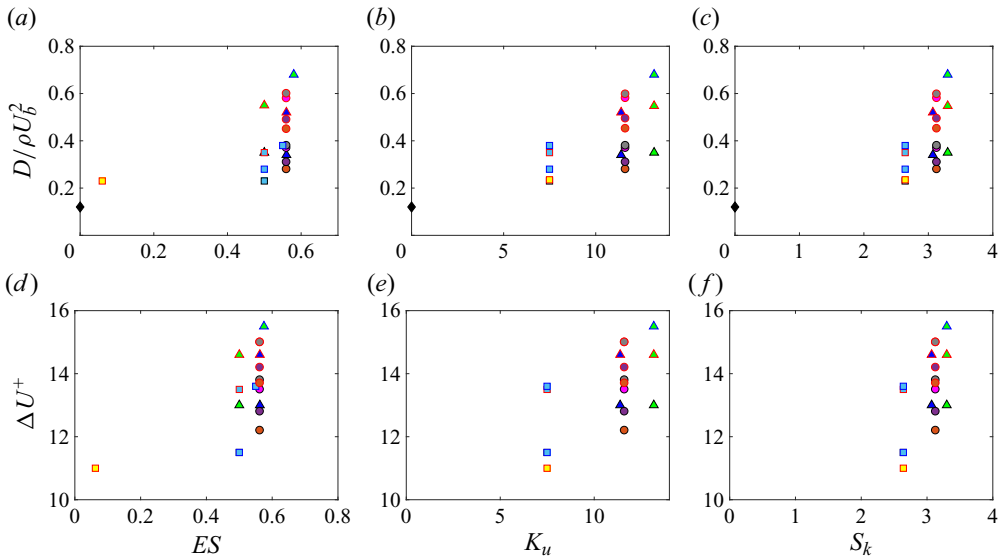 (a) (b) (c)
0.8 0.8 0.8
D/ρU_b^2
0.6 0.6 0.6
0.4 0.4 0.4
0.2 0.2 0.2
0 0.2 0.4 0.6 0 5 10 0 1 2 3 4
(d) (e) (f)
16 16 16
ΔU^+
14 14 14
12 12 12
10 10 10
0 0.2 0.4 0.6 0.8 0 5 10 0 1 2 3 4
ES K_u S_k